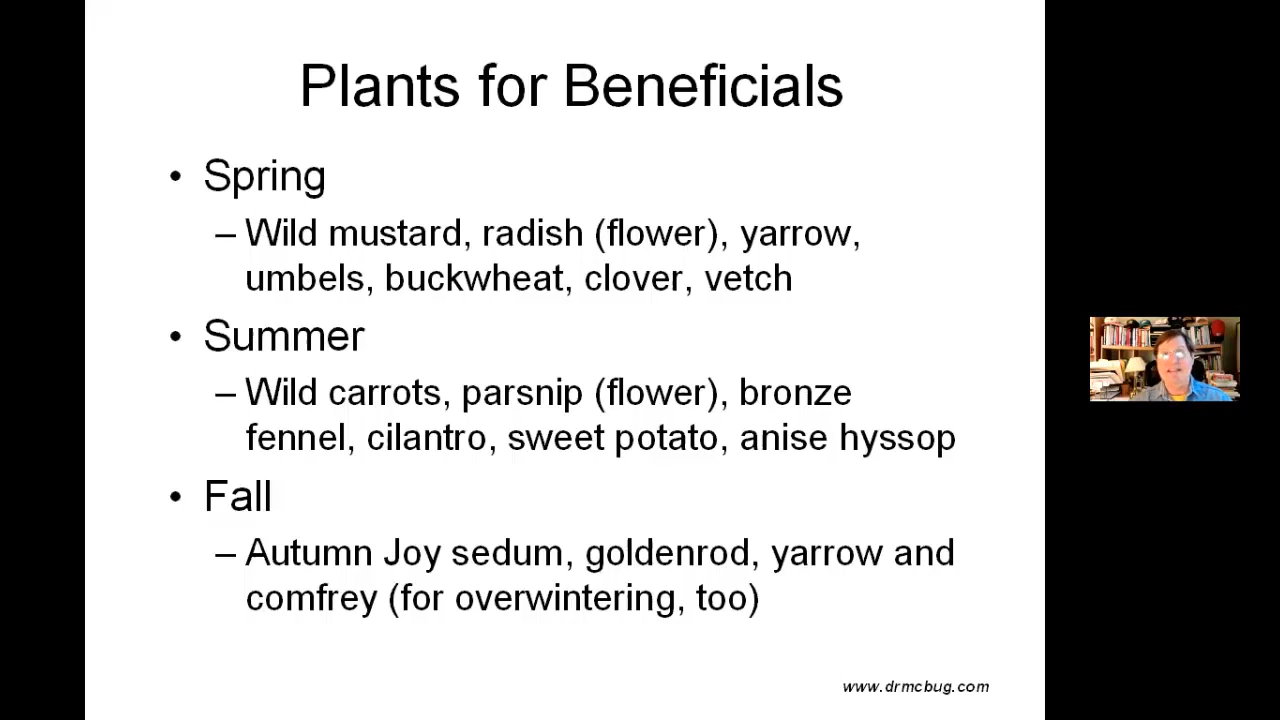 Plants for Beneficials
• Spring
– Wild mustard, radish (flower), yarrow,
umbels, buckwheat, clover, vetch
• Summer
– Wild carrots, parsnip (flower), bronze
fennel, cilantro, sweet potato, anise hyssop
• Fall
– Autumn Joy sedum, goldenrod, yarrow and
comfrey (for overwintering, too)
www.drmcbug.com